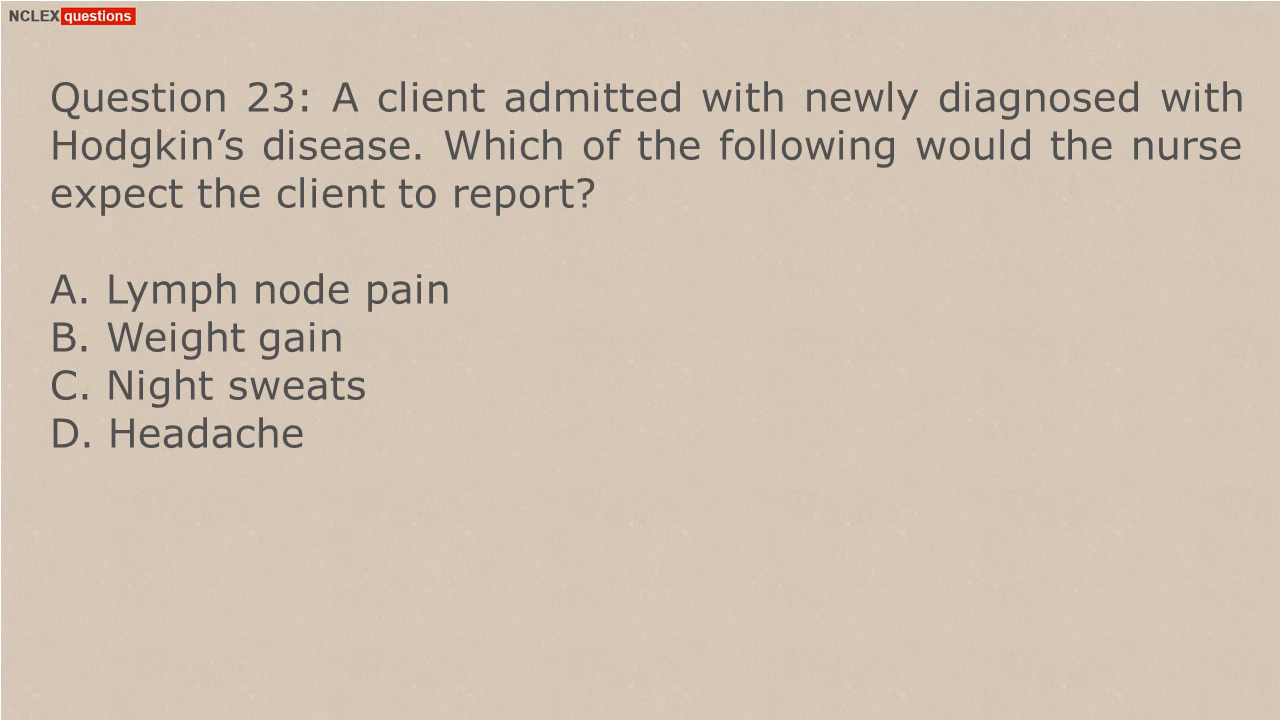 NCLEX questions
Question 23: A client admitted with newly diagnosed with
Hodgkin’s disease. Which of the following would the nurse
expect the client to report?
A. Lymph node pain
B. Weight gain
C. Night sweats
D. Headache